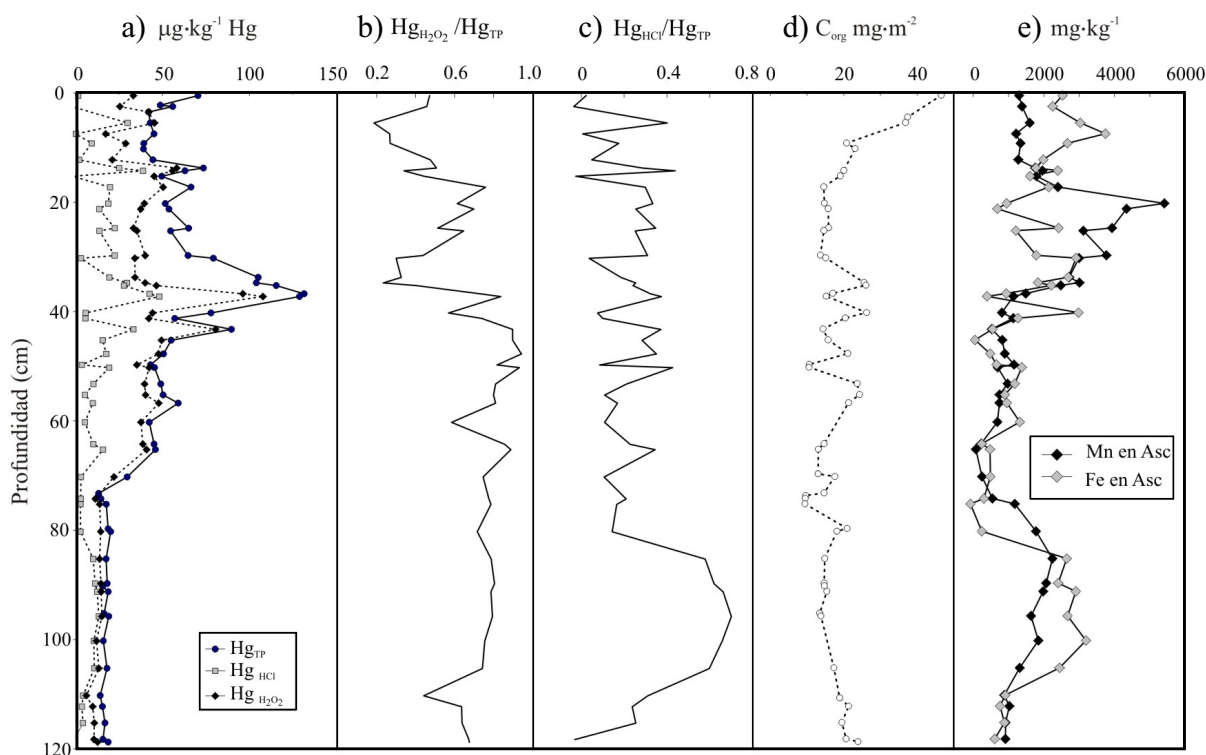 a) µg·kg⁻¹ Hg b) Hg_H₂O₂ /Hg_TP c) Hg_HCl/Hg_TP d) C_org mg·m⁻² e) mg·kg⁻¹
0 50 100 150 0.2 0.6 1.0 0 0.4 0.8 0 20 40 0 2000 4000 6000
0
20
40
60
80
100
120
Profundidad (cm)
Mn en Asc
Fe en Asc
Hg_TP
Hg_HCl
Hg_H₂O₂